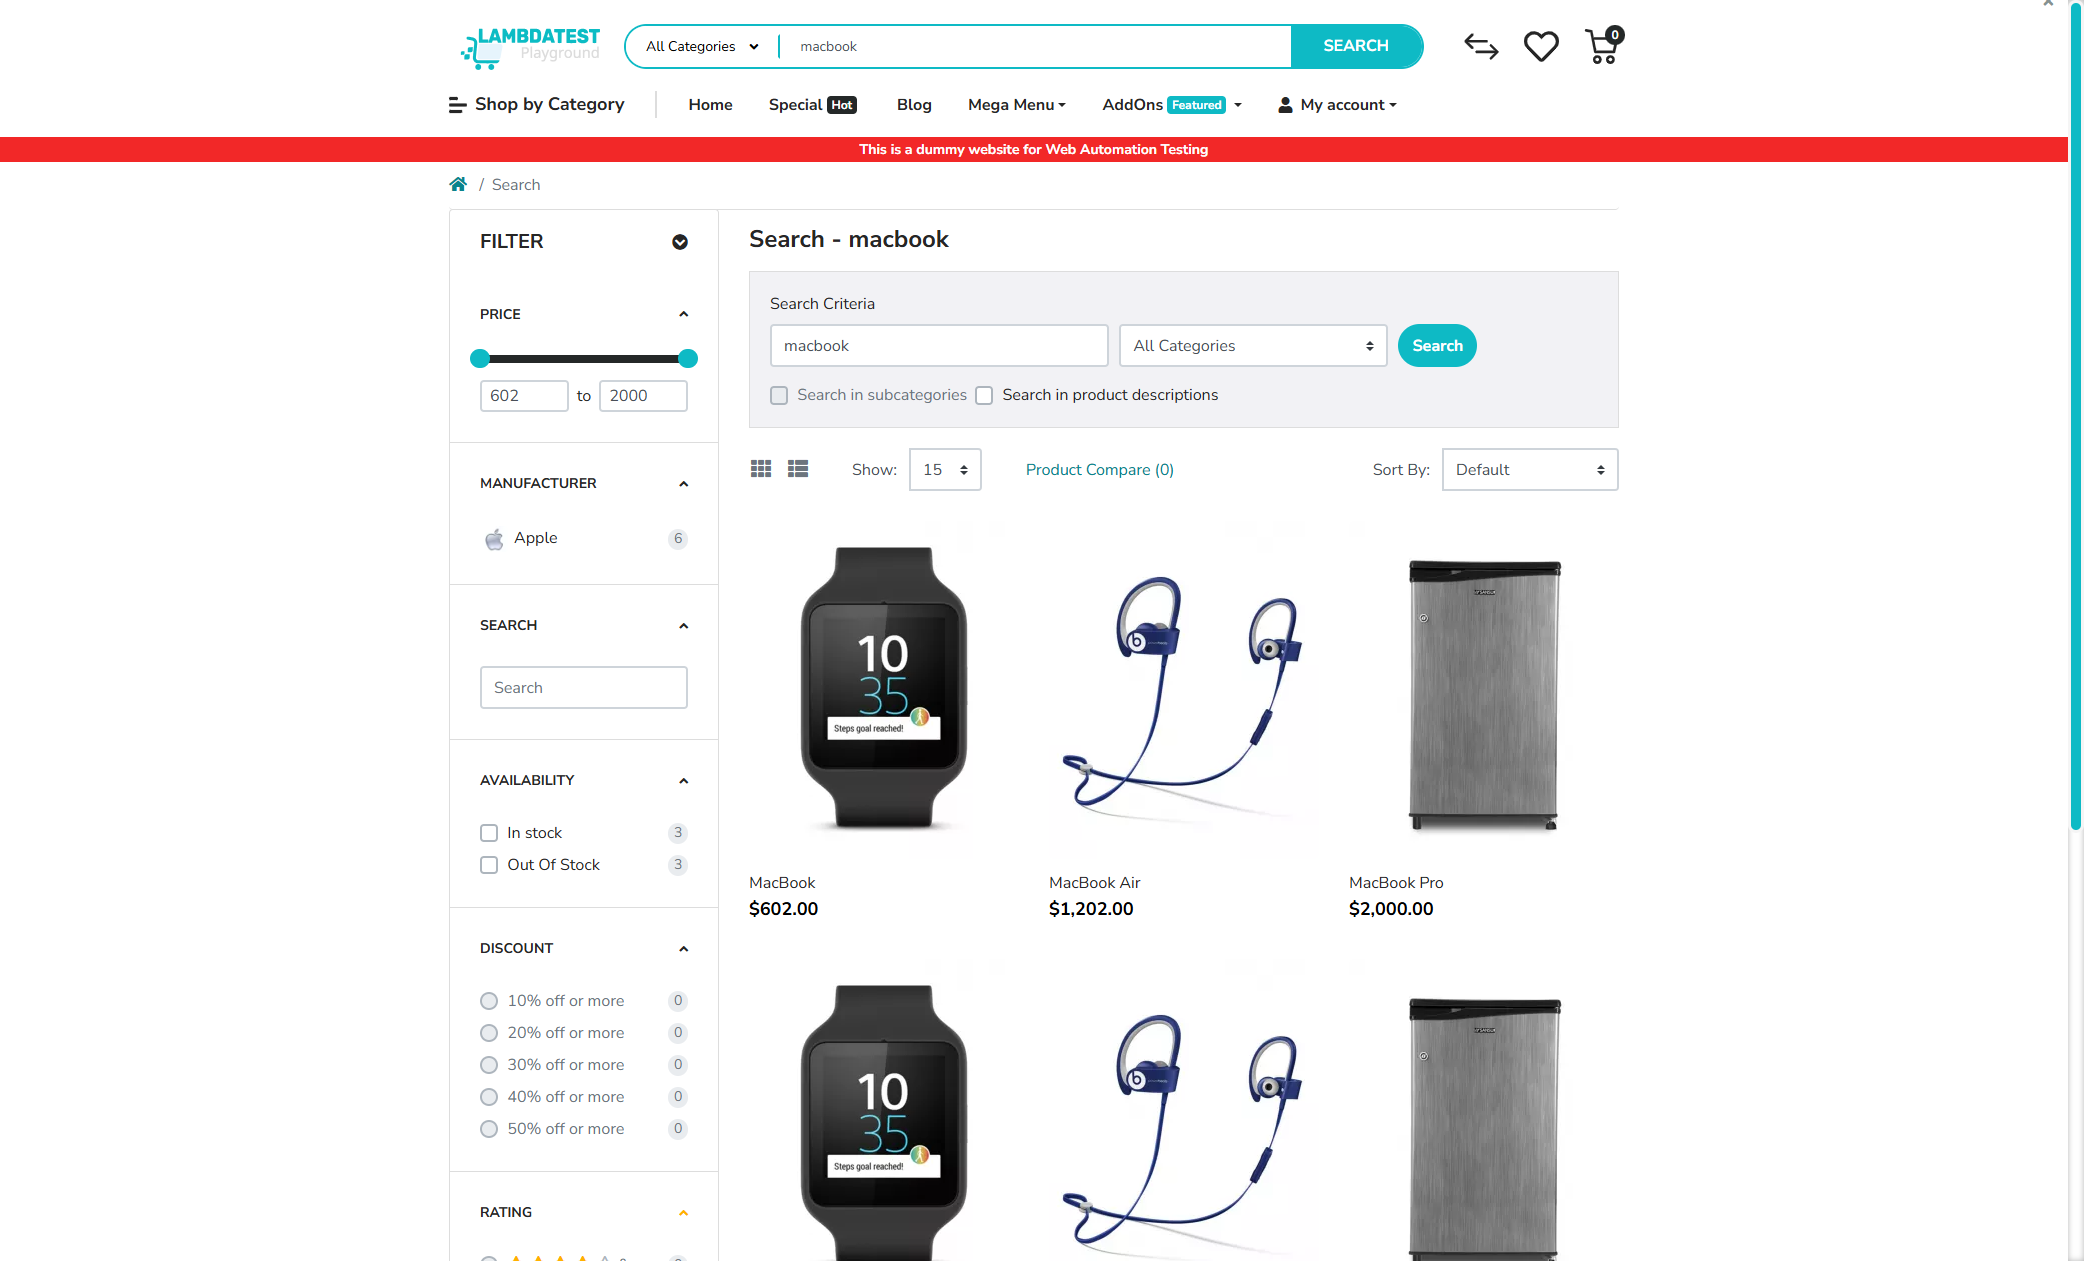 LAMBDATEST
Playground
All Categories
macbook
SEARCH
0
Shop by Category
Home
Special Hot
Blog
Mega Menu
AddOns Featured
My account
This is a dummy website for Web Automation Testing
/ Search
FILTER
PRICE
602 to 2000
MANUFACTURER
Apple 6
SEARCH
Search
AVAILABILITY
In stock 3
Out Of Stock 3
DISCOUNT
10% off or more 0
20% off or more 0
30% off or more 0
40% off or more 0
50% off or more 0
RATING
Search - macbook
Search Criteria
macbook
All Categories
Search
Search in subcategories
Search in product descriptions
Show: 15
Product Compare (0)
Sort By: Default
10
35
Steps goal reached!
b
MacBook
$602.00
MacBook Air
$1,202.00
MacBook Pro
$2,000.00
10
35
Steps goal reached!
b